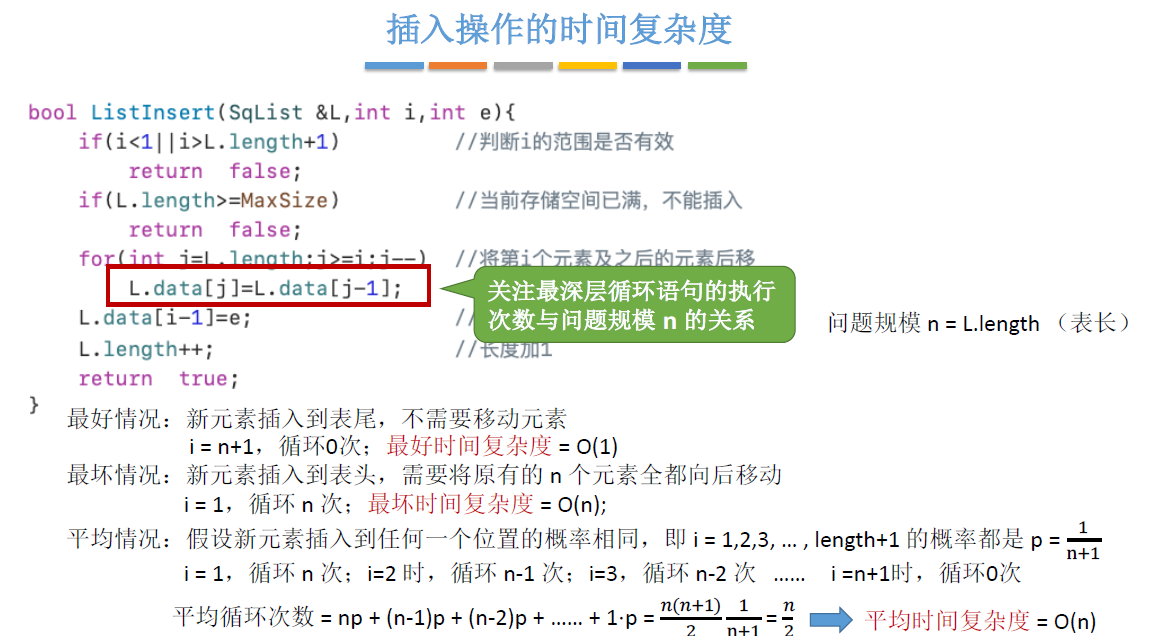 插入操作的时间复杂度
bool ListInsert(SqList &L,int i,int e){
if(i<1||i>L.length+1) //判断i的范围是否有效
return false;
if(L.length>=MaxSize) //当前存储空间已满，不能插入
return false;
for(int j=L.length;j>=i;j--) //将第i个元素及之后的元素后移
L.data[j]=L.data[j-1];
关注最深层循环语句的执行
次数与问题规模 n 的关系
L.data[i-1]=e; //
问题规模 n = L.length （表长）
L.length++; //长度加1
return true;
}
最好情况：新元素插入到表尾，不需要移动元素
i = n+1，循环0次；最好时间复杂度 = O(1)
最坏情况：新元素插入到表头，需要将原有的 n 个元素全都向后移动
i = 1，循环 n 次；最坏时间复杂度 = O(n);
平均情况：假设新元素插入到任何一个位置的概率相同，即 i = 1,2,3, … , length+1 的概率都是 p = 1/(n+1)
i = 1，循环 n 次；i=2 时，循环 n-1 次；i=3，循环 n-2 次 …… i =n+1时，循环0次
平均循环次数 = np + (n-1)p + (n-2)p + …… + 1·p = n(n+1)/2 1/(n+1) = n/2 平均时间复杂度 = O(n)